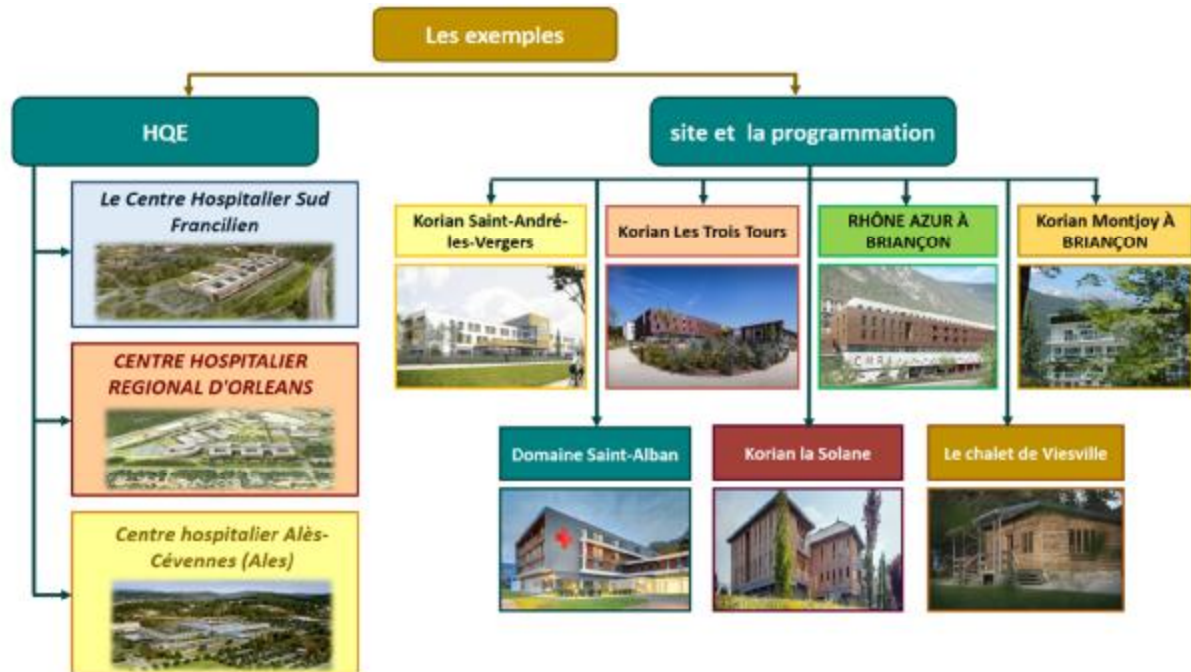 Les exemples
HQE
site et la programmation
Le Centre Hospitalier Sud
Francilien
CENTRE HOSPITALIER
REGIONAL D'ORLEANS
Centre hospitalier Alès-
Cévennes (Ales)
Korian Saint-André-
les-Vergers
Korian Les Trois Tours
RHÔNE AZUR À
BRIANÇON
Korian Montjoy À
BRIANÇON
Domaine Saint-Alban
Korian la Solane
Le chalet de Viesville